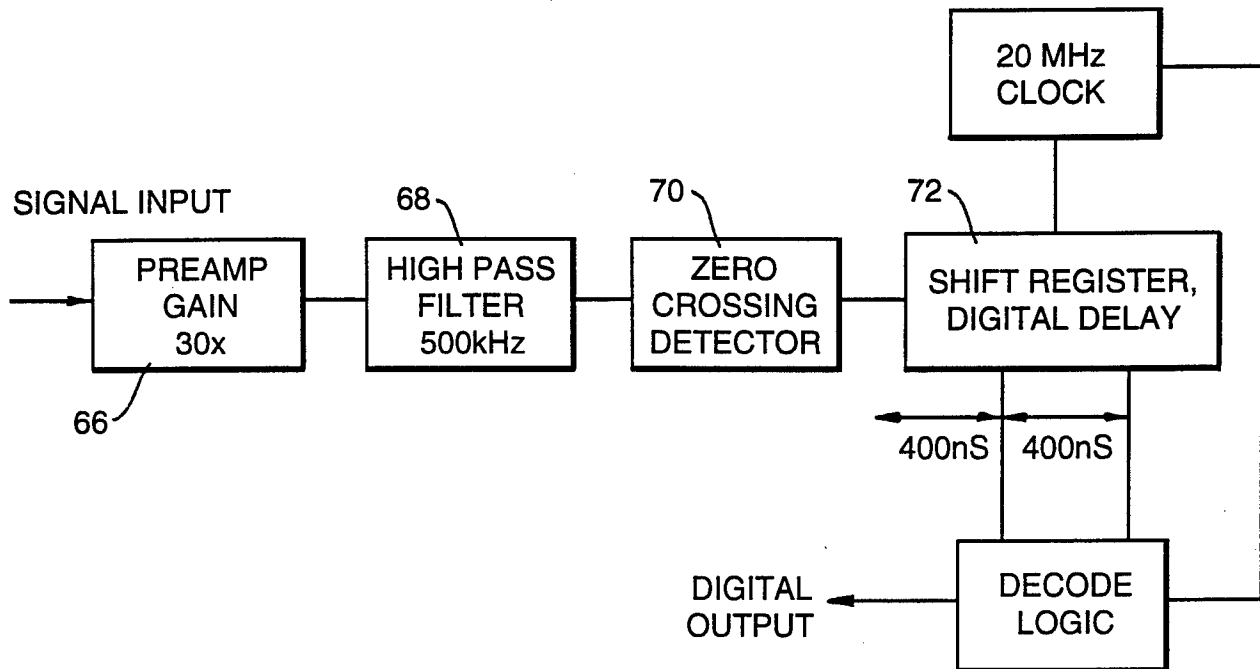 20 MHz
CLOCK
SIGNAL INPUT
68
70
72
PREAMP
GAIN
30x
HIGH PASS
FILTER
500kHz
ZERO
CROSSING
DETECTOR
SHIFT REGISTER,
DIGITAL DELAY
66
400nS
400nS
DIGITAL
OUTPUT
DECODE
LOGIC